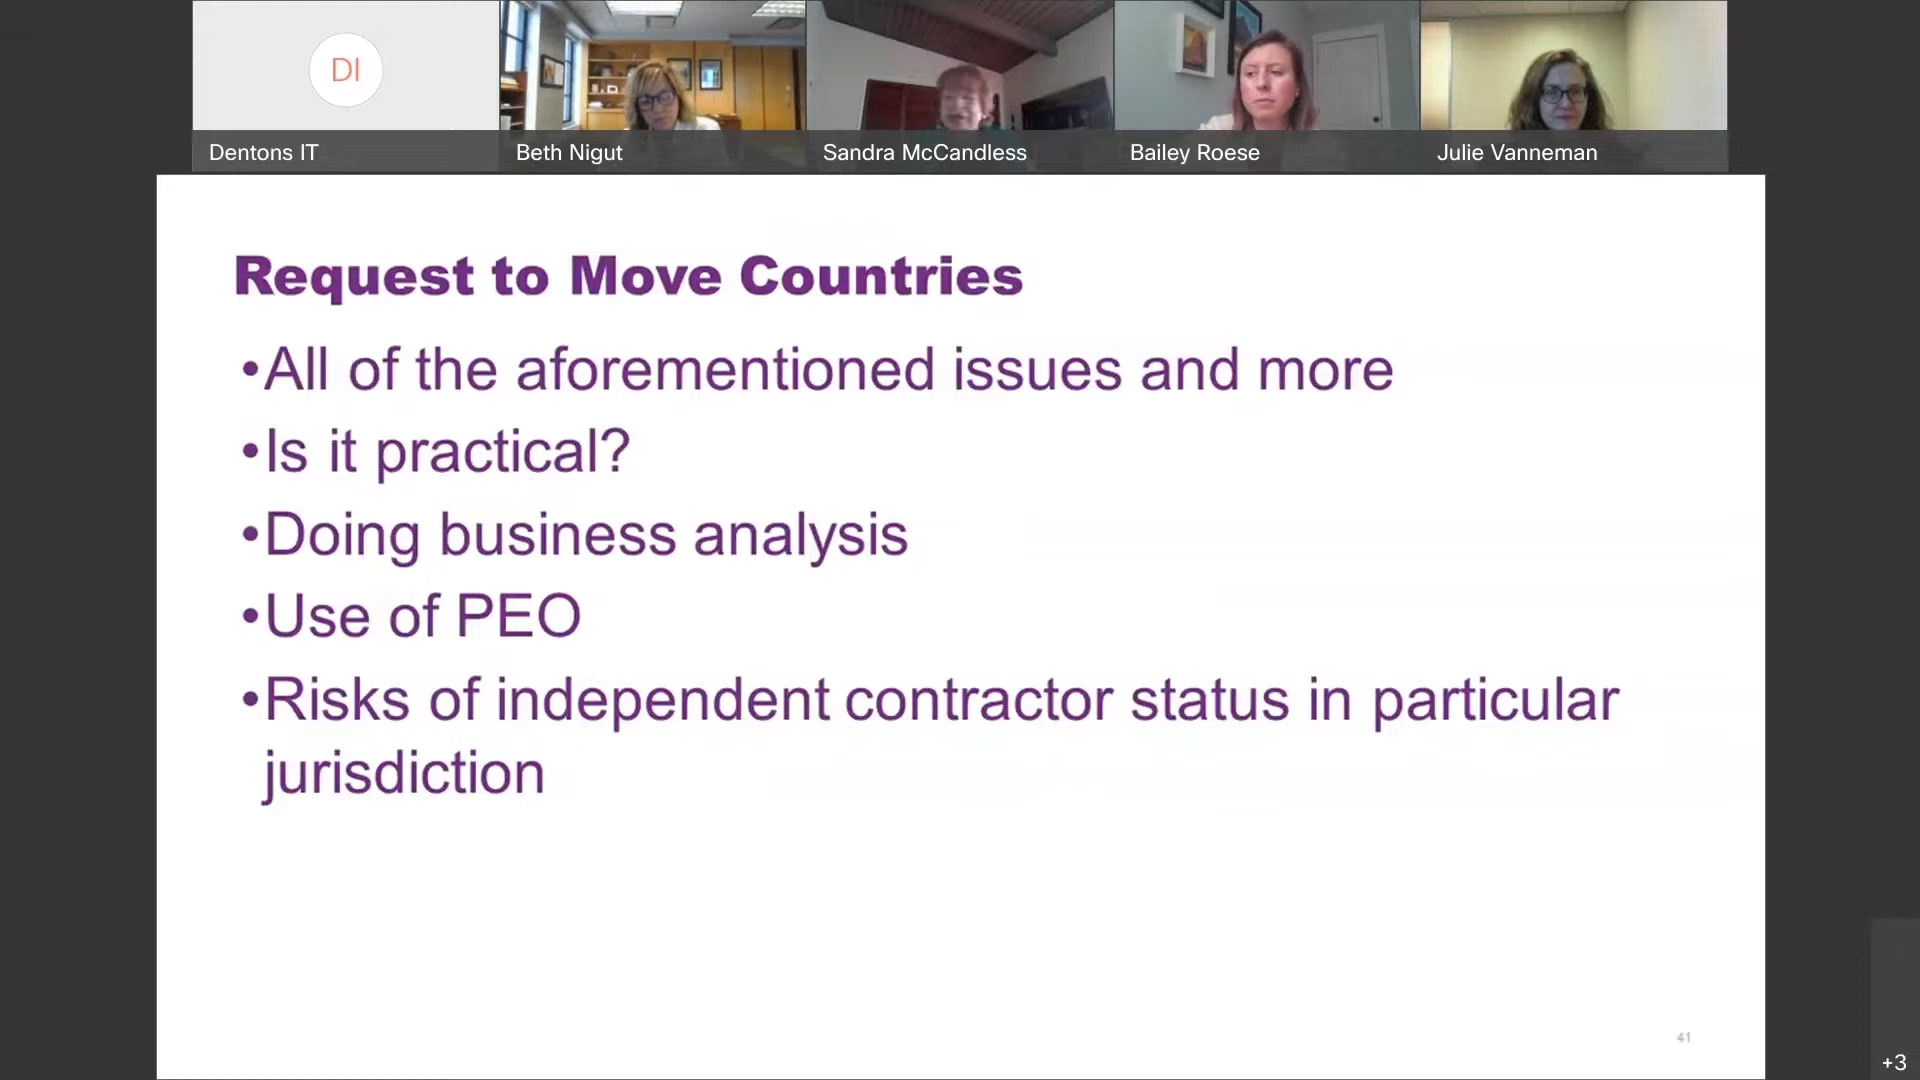 DI
Dentons IT
Beth Nigut
Sandra McCandless
Bailey Roese
Julie Vanneman
Request to Move Countries
•All of the aforementioned issues and more
•Is it practical?
•Doing business analysis
•Use of PEO
•Risks of independent contractor status in particular
jurisdiction
41
+3